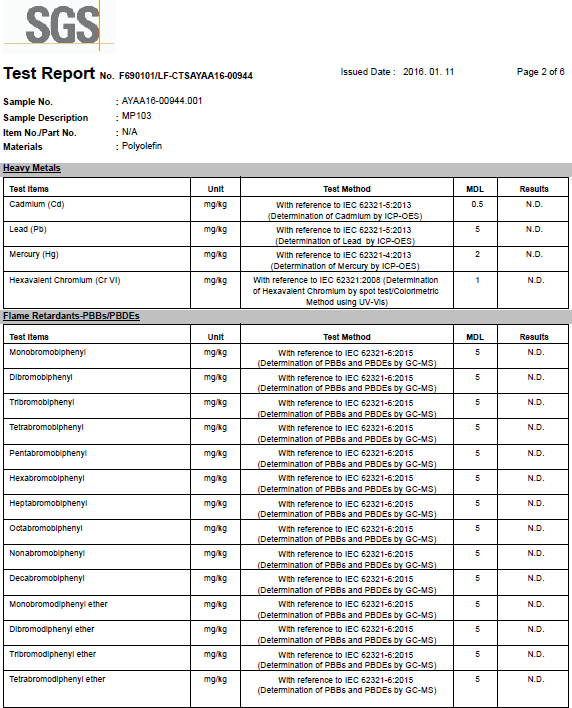 SGS
Test Report No. F690101/LF-CTSAYAA16-00944 Issued Date : 2016. 01. 11 Page 2 of 6
Sample No. : AYAA16-00944.001
Sample Description : MP103
Item No./Part No. : N/A
Materials : Polyolefin
Heavy Metals
Test Items Unit Test Method MDL Results
Cadmium (Cd) mg/kg With reference to IEC 62321-5:2013 0.5 N.D.
(Determination of Cadmium by ICP-OES)
Lead (Pb) mg/kg With reference to IEC 62321-5:2013 5 N.D.
(Determination of Lead by ICP-OES)
Mercury (Hg) mg/kg With reference to IEC 62321-4:2013 2 N.D.
(Determination of Mercury by ICP-OES)
Hexavalent Chromium (Cr VI) mg/kg With reference to IEC 62321:2008 (Determination 1 N.D.
of Hexavalent Chromium by spot test/Colorimetric
Method using UV-Vis)
Flame Retardants-PBBs/PBDEs
Test Items Unit Test Method MDL Results
Monobromobiphenyl mg/kg With reference to IEC 62321-6:2015 5 N.D.
(Determination of PBBs and PBDEs by GC-MS)
Dibromobiphenyl mg/kg With reference to IEC 62321-6:2015 5 N.D.
(Determination of PBBs and PBDEs by GC-MS)
Tribromobiphenyl mg/kg With reference to IEC 62321-6:2015 5 N.D.
(Determination of PBBs and PBDEs by GC-MS)
Tetrabromobiphenyl mg/kg With reference to IEC 62321-6:2015 5 N.D.
(Determination of PBBs and PBDEs by GC-MS)
Pentabromobiphenyl mg/kg With reference to IEC 62321-6:2015 5 N.D.
(Determination of PBBs and PBDEs by GC-MS)
Hexabromobiphenyl mg/kg With reference to IEC 62321-6:2015 5 N.D.
(Determination of PBBs and PBDEs by GC-MS)
Heptabromobiphenyl mg/kg With reference to IEC 62321-6:2015 5 N.D.
(Determination of PBBs and PBDEs by GC-MS)
Octabromobiphenyl mg/kg With reference to IEC 62321-6:2015 5 N.D.
(Determination of PBBs and PBDEs by GC-MS)
Nonabromobiphenyl mg/kg With reference to IEC 62321-6:2015 5 N.D.
(Determination of PBBs and PBDEs by GC-MS)
Decabromobiphenyl mg/kg With reference to IEC 62321-6:2015 5 N.D.
(Determination of PBBs and PBDEs by GC-MS)
Monobromodiphenyl ether mg/kg With reference to IEC 62321-6:2015 5 N.D.
(Determination of PBBs and PBDEs by GC-MS)
Dibromodiphenyl ether mg/kg With reference to IEC 62321-6:2015 5 N.D.
(Determination of PBBs and PBDEs by GC-MS)
Tribromodiphenyl ether mg/kg With reference to IEC 62321-6:2015 5 N.D.
(Determination of PBBs and PBDEs by GC-MS)
Tetrabromodiphenyl ether mg/kg With reference to IEC 62321-6:2015 5 N.D.
(Determination of PBBs and PBDEs by GC-MS)